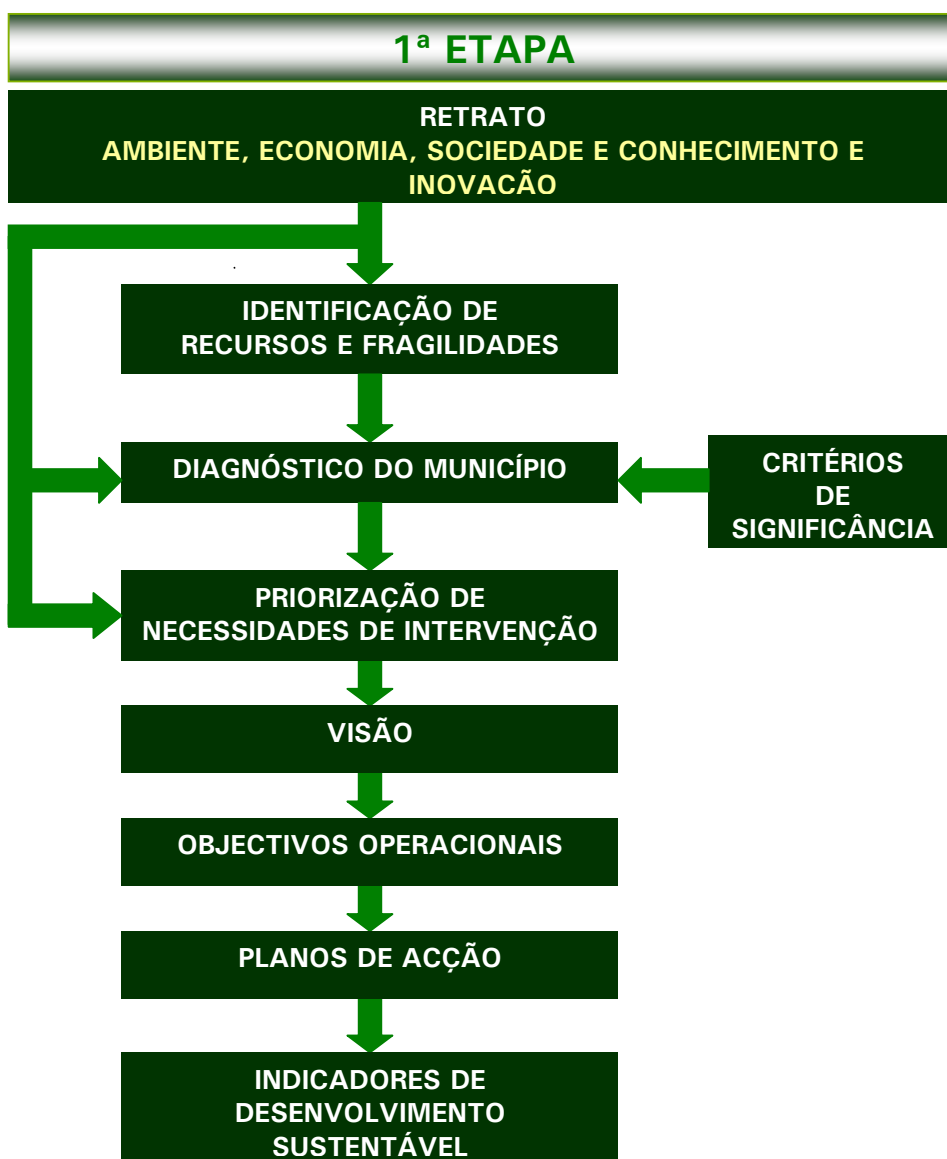 1ª ETAPA
RETRATO
AMBIENTE, ECONOMIA, SOCIEDADE E CONHECIMENTO E
INOVACÃO
IDENTIFICAÇÃO DE
RECURSOS E FRAGILIDADES
DIAGNÓSTICO DO MUNICÍPIO
CRITÉRIOS
DE
SIGNIFICÂNCIA
PRIORIZAÇÃO DE
NECESSIDADES DE INTERVENÇÃO
VISÃO
OBJECTIVOS OPERACIONAIS
PLANOS DE ACÇÃO
INDICADORES DE
DESENVOLVIMENTO
SUSTENTÁVEL